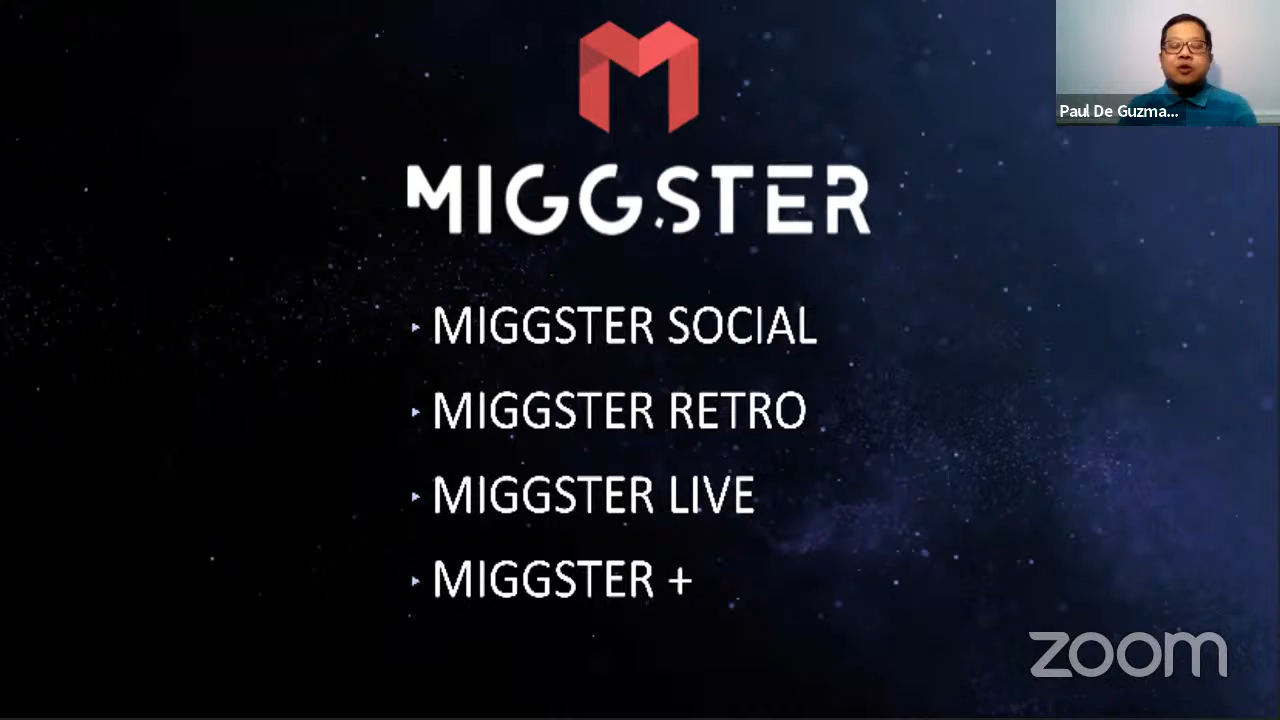 MIGGSTER
Paul De Guzma...
MIGGSTER SOCIAL
MIGGSTER RETRO
MIGGSTER LIVE
MIGGSTER +
zoom